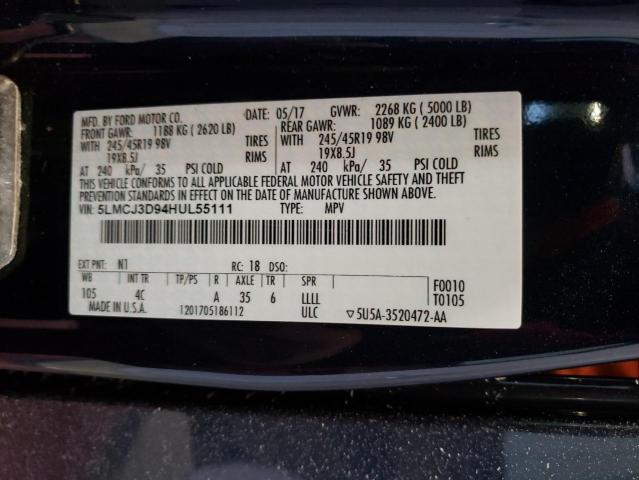 MFD. BY FORD MOTOR CO. DATE: 05/17 GVWR: 2268 KG ( 5000 LB)
FRONT GAWR: 1188 KG ( 2620 LB) REAR GAWR: 1089 KG ( 2400 LB)
WITH 245/45R19 98V TIRES WITH 245/45R19 98V TIRES
19X8.5J RIMS 19X8.5J RIMS
AT 240 kPa/ 35 PSI COLD AT 240 kPa/ 35 PSI COLD
THIS VEHICLE CONFORMS TO ALL APPLICABLE FEDERAL MOTOR VEHICLE SAFETY AND THEFT
PREVENTION STANDARDS IN EFFECT ON THE DATE OF MANUFACTURE SHOWN ABOVE.
VIN: 5LMCJ3D94HUL55111 TYPE: MPV
EXT PNT: N1 RC: 18 DSO:
WB INT TR TP/PS R AXLE TR SPR F0010
105 4C A 35 6 LLLL T0105
MADE IN U.S.A. 1201705186112 ULC ▽5U5A-3520472-AA